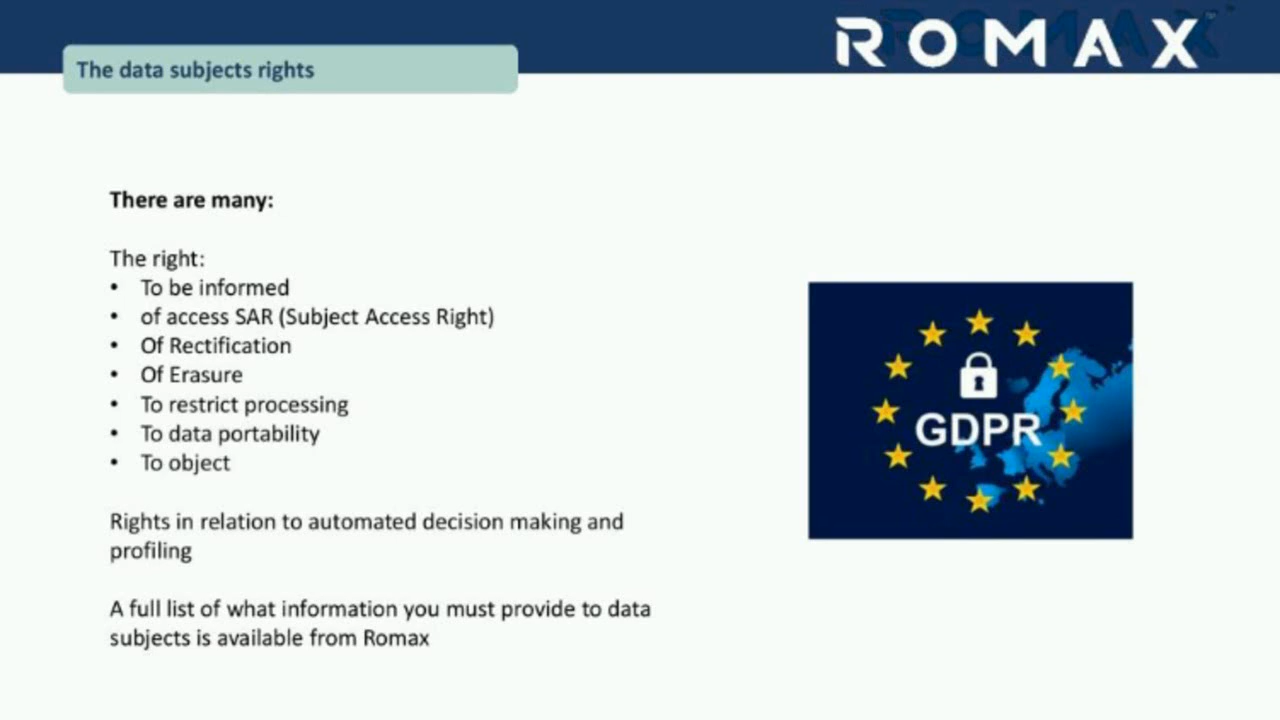 ROMAX
The data subjects rights
There are many:
The right:
• To be informed
• of access SAR (Subject Access Right)
• Of Rectification
• Of Erasure
• To restrict processing
• To data portability
• To object
Rights in relation to automated decision making and
profiling
A full list of what information you must provide to data
subjects is available from Romax
GDPR